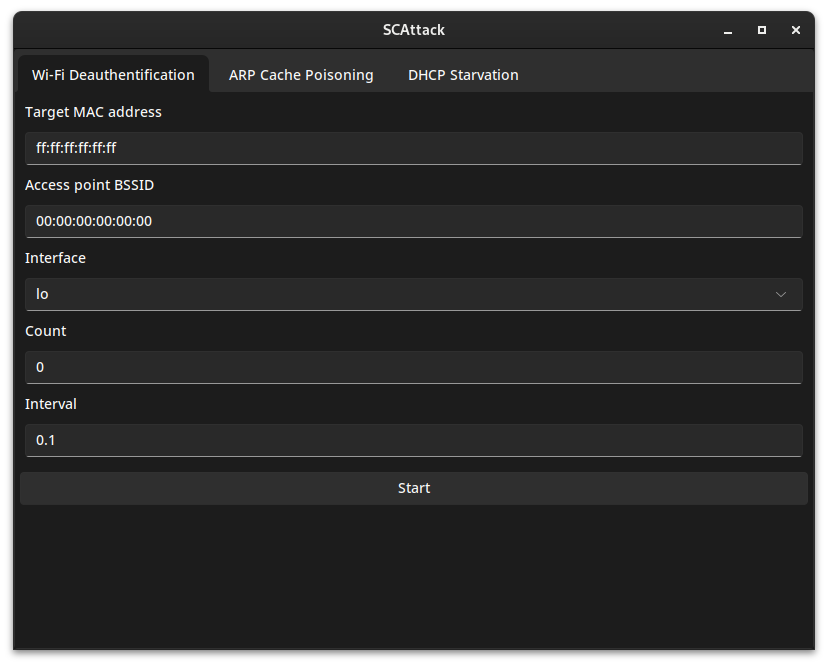 SCAttack
Wi-Fi Deauthentification ARP Cache Poisoning DHCP Starvation
Target MAC address
ff:ff:ff:ff:ff:ff
Access point BSSID
00:00:00:00:00:00
Interface
lo
Count
0
Interval
0.1
Start